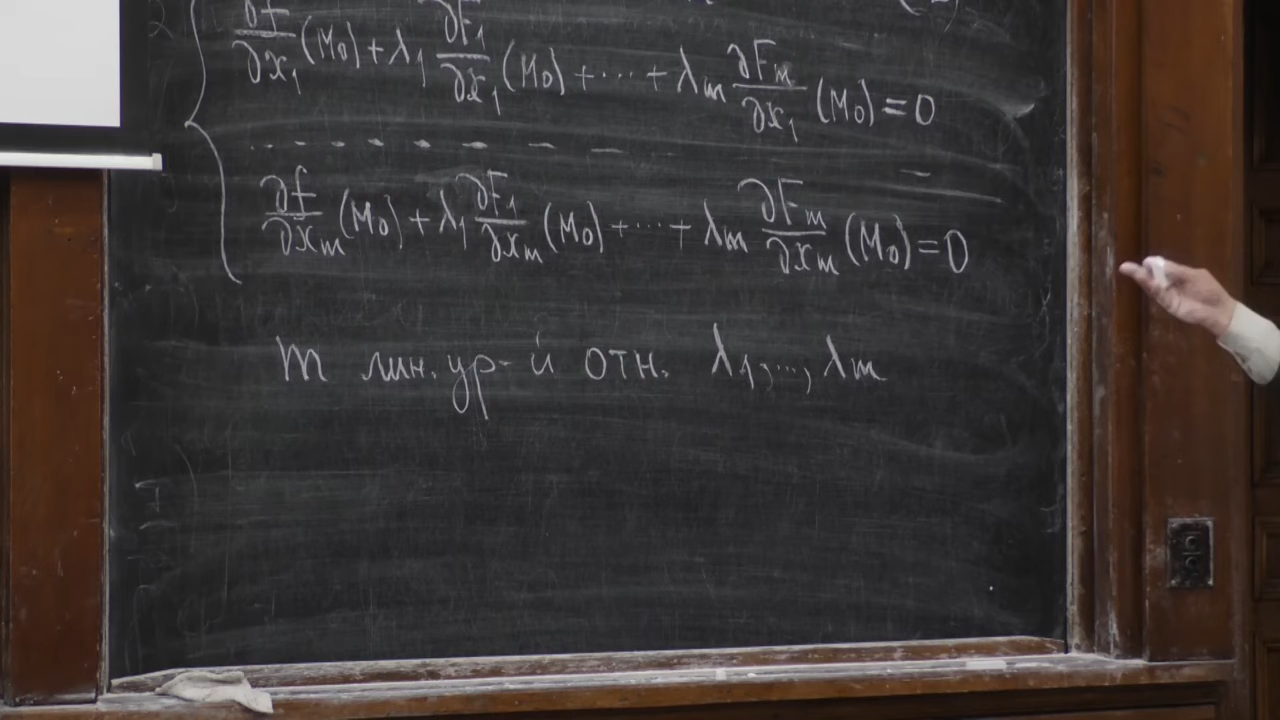 ∂f/∂x₁ (M₀) + λ₁ ∂F₁/∂x₁ (M₀) + ··· + λₘ ∂Fₘ/∂x₁ (M₀) = 0
∂f/∂xₘ (M₀) + λ₁ ∂F₁/∂xₘ (M₀) + ··· + λₘ ∂Fₘ/∂xₘ (M₀) = 0
m лин. ур-й отн. λ₁,..., λₘ